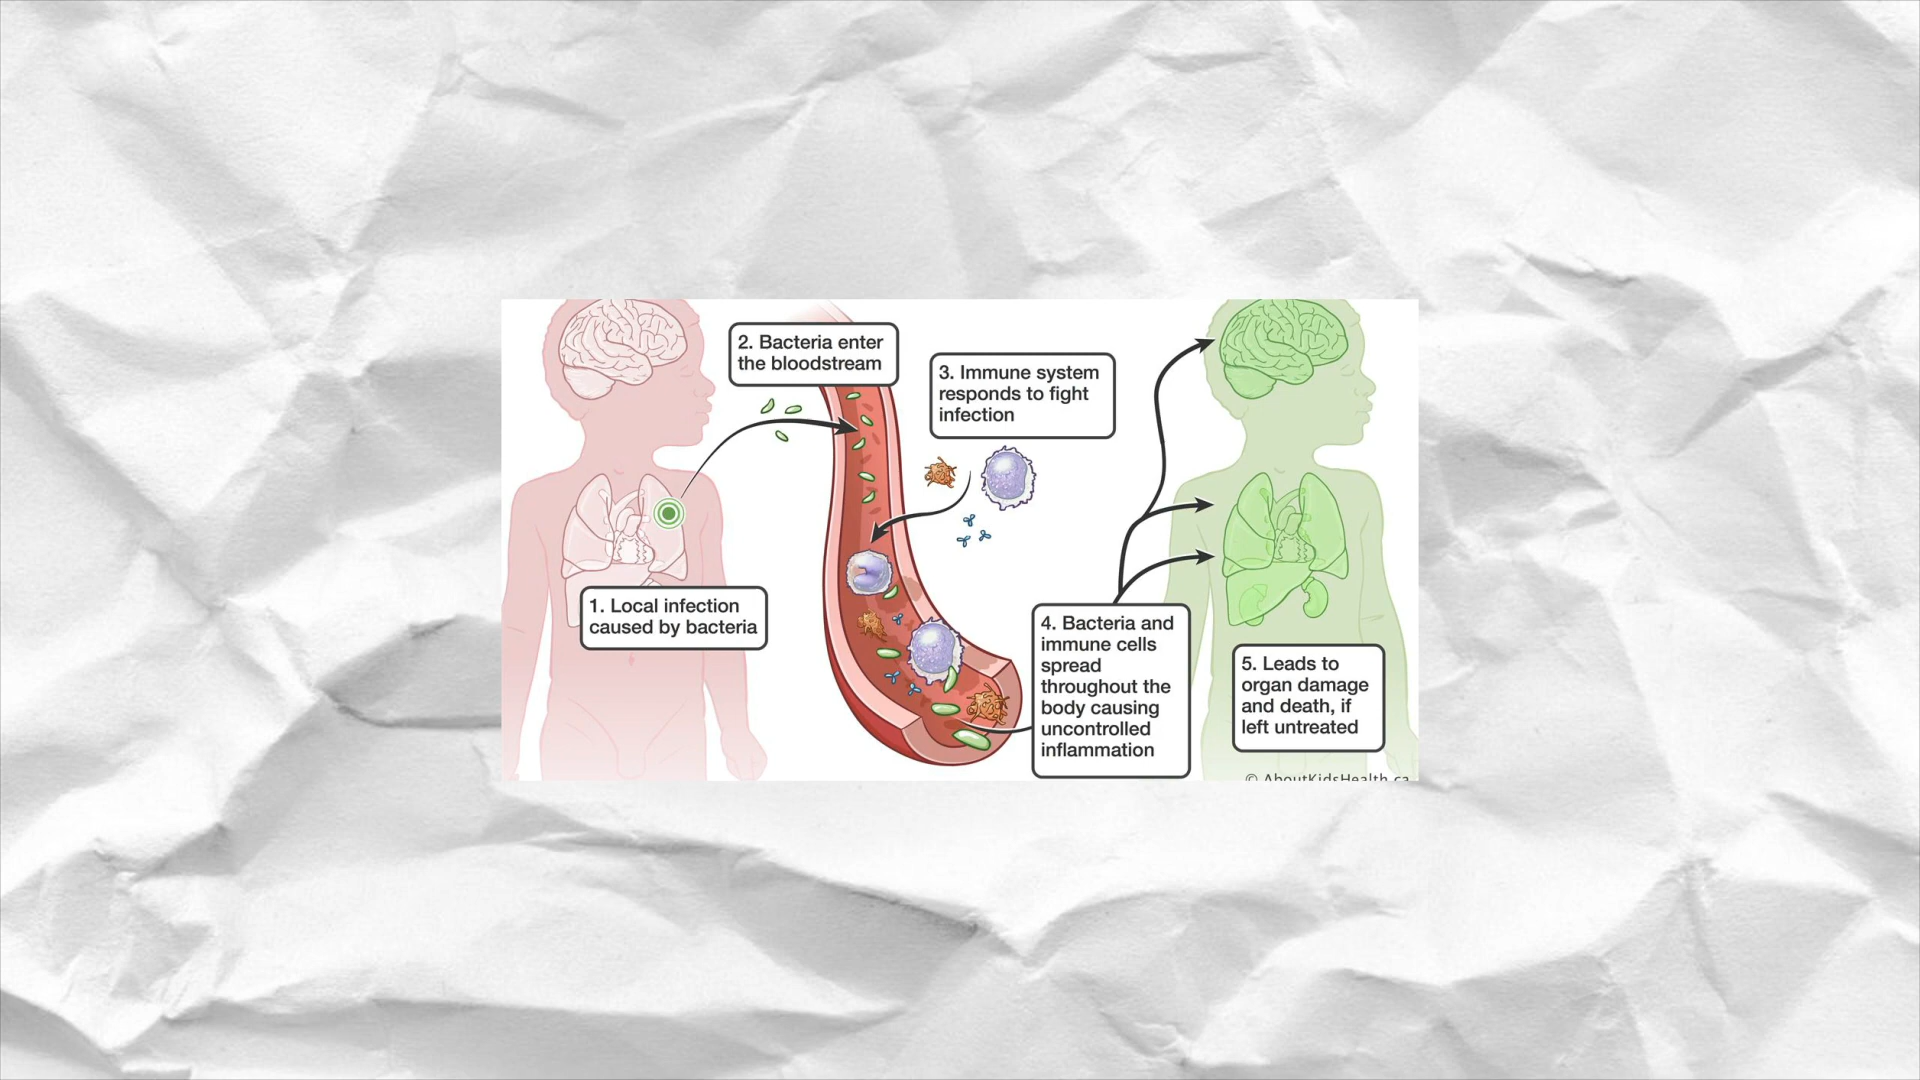 2. Bacteria enter
the bloodstream
3. Immune system
responds to fight
infection
1. Local infection
caused by bacteria
4. Bacteria and
immune cells
spread
throughout the
body causing
uncontrolled
inflammation
5. Leads to
organ damage
and death, if
left untreated
© AboutKidsHealth.ca